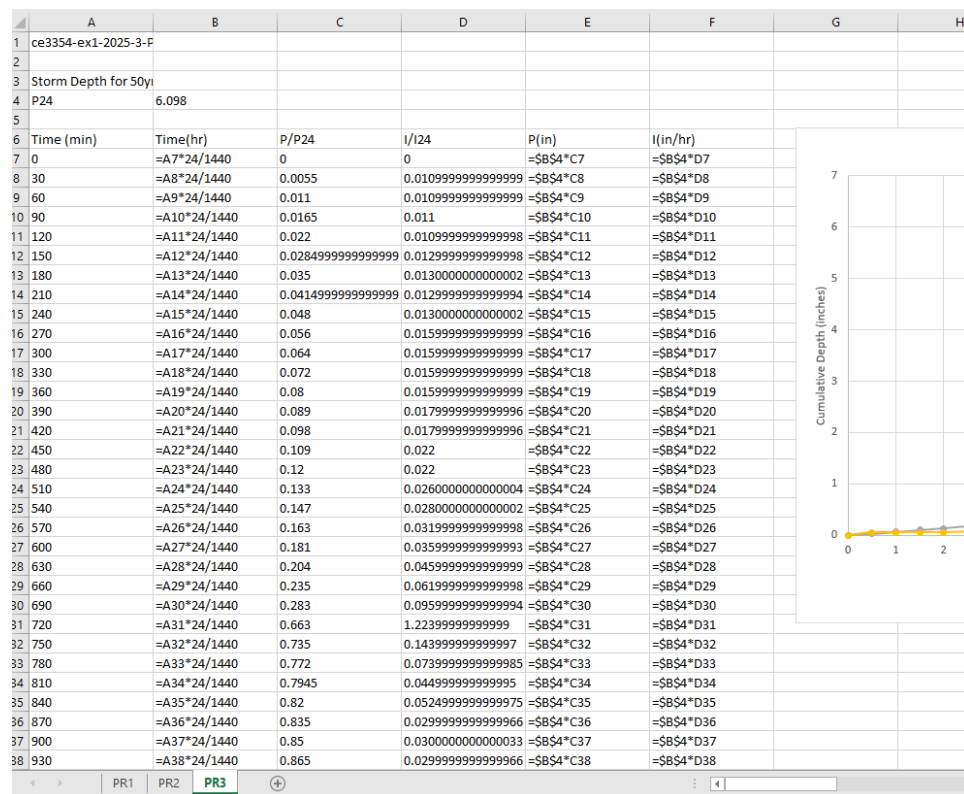 A B C D E F G H
1 ce3354-ex1-2025-3-P
2
3 Storm Depth for 50y
4 P24 6.098
5
6 Time (min) Time(hr) P/P24 I/I24 P(in) I(in/hr)
7 0 =A7*24/1440 0 0 =$B$4*C7 =$B$4*D7
8 30 =A8*24/1440 0.0055 0.0109999999999999 =$B$4*C8 =$B$4*D8
9 60 =A9*24/1440 0.011 0.0109999999999999 =$B$4*C9 =$B$4*D9
10 90 =A10*24/1440 0.0165 0.011 =$B$4*C10 =$B$4*D10
11 120 =A11*24/1440 0.022 0.0109999999999998 =$B$4*C11 =$B$4*D11
12 150 =A12*24/1440 0.0284999999999999 0.0129999999999998 =$B$4*C12 =$B$4*D12
13 180 =A13*24/1440 0.035 0.0130000000000002 =$B$4*C13 =$B$4*D13
14 210 =A14*24/1440 0.0414999999999999 0.0129999999999994 =$B$4*C14 =$B$4*D14
15 240 =A15*24/1440 0.048 0.0130000000000002 =$B$4*C15 =$B$4*D15
16 270 =A16*24/1440 0.056 0.0159999999999999 =$B$4*C16 =$B$4*D16
17 300 =A17*24/1440 0.064 0.0159999999999999 =$B$4*C17 =$B$4*D17
18 330 =A18*24/1440 0.072 0.0159999999999999 =$B$4*C18 =$B$4*D18
19 360 =A19*24/1440 0.08 0.0159999999999999 =$B$4*C19 =$B$4*D19
20 390 =A20*24/1440 0.089 0.0179999999999996 =$B$4*C20 =$B$4*D20
21 420 =A21*24/1440 0.098 0.0179999999999996 =$B$4*C21 =$B$4*D21
22 450 =A22*24/1440 0.109 0.022 =$B$4*C22 =$B$4*D22
23 480 =A23*24/1440 0.12 0.022 =$B$4*C23 =$B$4*D23
24 510 =A24*24/1440 0.133 0.0260000000000004 =$B$4*C24 =$B$4*D24
25 540 =A25*24/1440 0.147 0.0280000000000002 =$B$4*C25 =$B$4*D25
26 570 =A26*24/1440 0.163 0.0319999999999998 =$B$4*C26 =$B$4*D26
27 600 =A27*24/1440 0.181 0.0359999999999993 =$B$4*C27 =$B$4*D27
28 630 =A28*24/1440 0.204 0.0459999999999999 =$B$4*C28 =$B$4*D28
29 660 =A29*24/1440 0.235 0.0619999999999998 =$B$4*C29 =$B$4*D29
30 690 =A30*24/1440 0.283 0.0959999999999994 =$B$4*C30 =$B$4*D30
31 720 =A31*24/1440 0.663 1.22399999999999 =$B$4*C31 =$B$4*D31
32 750 =A32*24/1440 0.735 0.143999999999997 =$B$4*C32 =$B$4*D32
33 780 =A33*24/1440 0.772 0.0739999999999985 =$B$4*C33 =$B$4*D33
34 810 =A34*24/1440 0.7945 0.044999999999995 =$B$4*C34 =$B$4*D34
35 840 =A35*24/1440 0.82 0.0524999999999975 =$B$4*C35 =$B$4*D35
36 870 =A36*24/1440 0.835 0.0299999999999966 =$B$4*C36 =$B$4*D36
37 900 =A37*24/1440 0.85 0.0300000000000033 =$B$4*C37 =$B$4*D37
38 930 =A38*24/1440 0.865 0.0299999999999966 =$B$4*C38 =$B$4*D38
Cumulative Depth (inches)
7
6
5
4
3
2
1
0
0 1 2
PR1 PR2 PR3